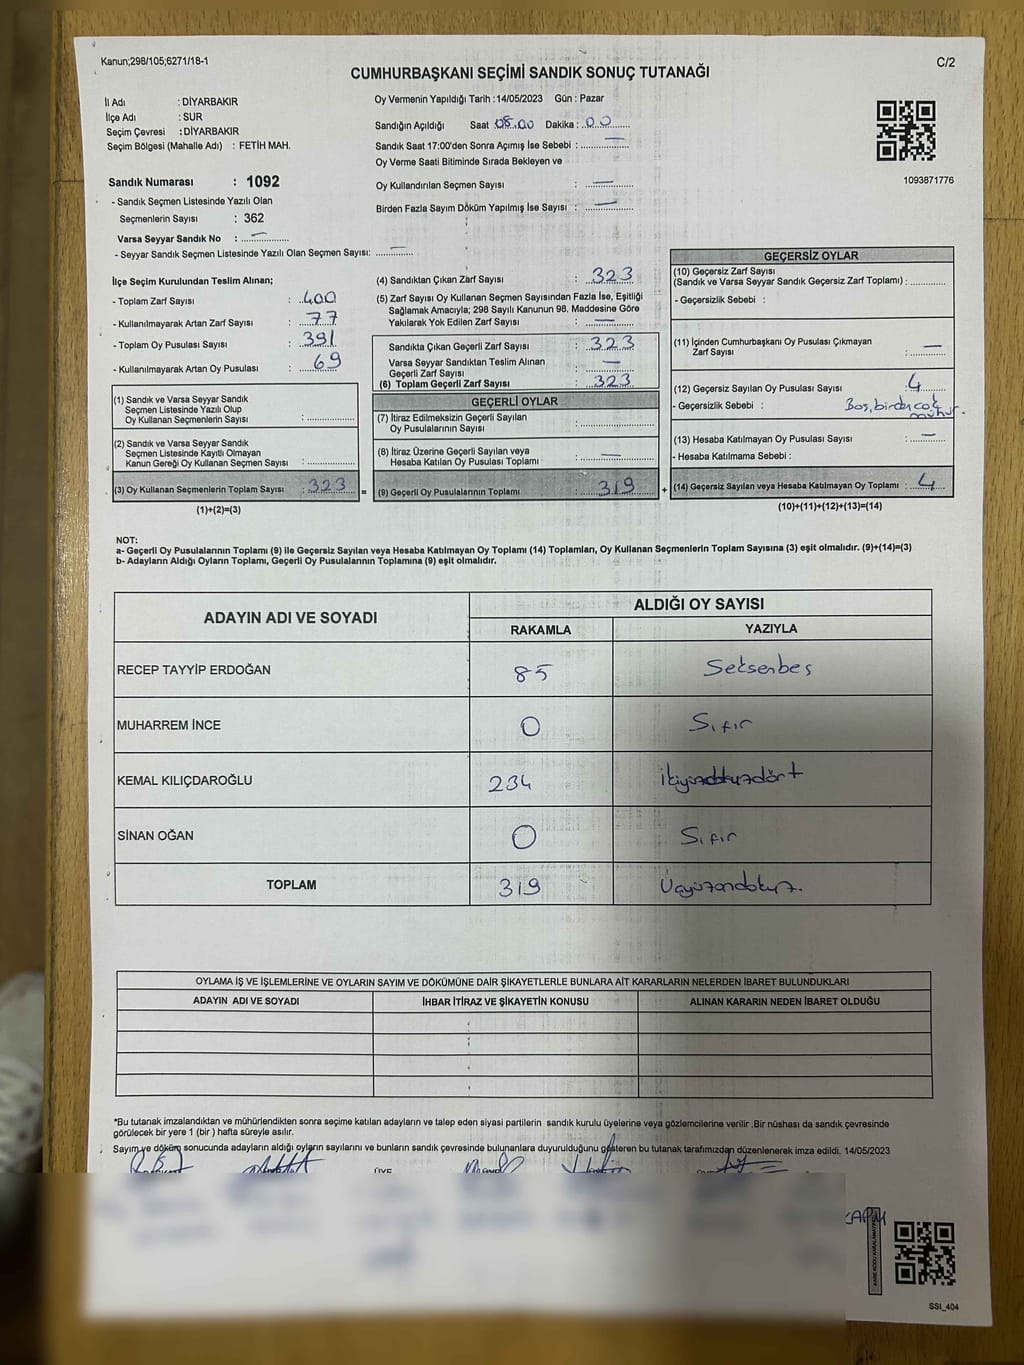 Kanun;298/105;6271/18-1
C/2
CUMHURBAŞKANI SEÇİMİ SANDIK SONUÇ TUTANAĞI
İl Adı : DİYARBAKIR
İlçe Adı : SUR
Seçim Çevresi : DİYARBAKIR
Seçim Bölgesi (Mahalle Adı) : FETİH MAH.
Sandık Numarası : 1092
- Sandık Seçmen Listesinde Yazılı Olan
Seçmenlerin Sayısı : 362
Varsa Seyyar Sandık No : —
- Seyyar Sandık Seçmen Listesinde Yazılı Olan Seçmen Sayısı: —
Oy Vermenin Yapıldığı Tarih :14/05/2023 Gün : Pazar
Sandığın Açıldığı Saat 08.00 Dakika : 00
Sandık Saat 17:00'den Sonra Açımış İse Sebebi : —
Oy Verme Saati Bitiminde Sırada Bekleyen ve
Oy Kullandırılan Seçmen Sayısı : —
Birden Fazla Sayım Döküm Yapılmış İse Sayısı : —
1093871776
İlçe Seçim Kurulundan Teslim Alınan;
- Toplam Zarf Sayısı : 400
- Kullanılmayarak Artan Zarf Sayısı : 77
- Toplam Oy Pusulası Sayısı : 391
- Kullanılmayarak Artan Oy Pusulası : 69
(1) Sandık ve Varsa Seyyar Sandık
Seçmen Listesinde Yazılı Olup
Oy Kullanan Seçmenlerin Sayısı :
(2) Sandık ve Varsa Seyyar Sandık
Seçmen Listesinde Kayıtlı Olmayan
Kanun Gereği Oy Kullanan Seçmen Sayısı :
(3) Oy Kullanan Seçmenlerin Toplam Sayısı : 323 =
(1)+(2)=(3)
(4) Sandıktan Çıkan Zarf Sayısı : 323
(5) Zarf Sayısı Oy Kullanan Seçmen Sayısından Fazla İse, Eşitliği
Sağlamak Amacıyla; 298 Sayılı Kanunun 98. Maddesine Göre
Yakılarak Yok Edilen Zarf Sayısı : —
Sandıkta Çıkan Geçerli Zarf Sayısı : 323
Varsa Seyyar Sandıktan Teslim Alınan
Geçerli Zarf Sayısı : —
(6) Toplam Geçerli Zarf Sayısı : 323
GEÇERLİ OYLAR
(7) İtiraz Edilmeksizin Geçerli Sayılan
Oy Pusulalarının Sayısı :
(8) İtiraz Üzerine Geçerli Sayılan veya
Hesaba Katılan Oy Pusulası Toplamı : —
(9) Geçerli Oy Pusulalarının Toplamı : 319 +
GEÇERSİZ OYLAR
(10) Geçersiz Zarf Sayısı
(Sandık ve Varsa Seyyar Sandık Geçersiz Zarf Toplamı) :
- Geçersizlik Sebebi :
(11) İçinden Cumhurbaşkanı Oy Pusulası Çıkmayan
Zarf Sayısı : —
(12) Geçersiz Sayılan Oy Pusulası Sayısı : 4
- Geçersizlik Sebebi : Boş, birden çok
mühür.
(13) Hesaba Katılmayan Oy Pusulası Sayısı : —
- Hesaba Katılmama Sebebi :
(14) Geçersiz Sayılan veya Hesaba Katılmayan Oy Toplamı : 4
(10)+(11)+(12)+(13)=(14)
NOT:
a- Geçerli Oy Pusulalarının Toplamı (9) ile Geçersiz Sayılan veya Hesaba Katılmayan Oy Toplamı (14) Toplamları, Oy Kullanan Seçmenlerin Toplam Sayısına (3) eşit olmalıdır. (9)+(14)=(3)
b- Adayların Aldığı Oyların Toplamı, Geçerli Oy Pusulalarının Toplamına (9) eşit olmalıdır.
ADAYIN ADI VE SOYADI ALDIĞI OY SAYISI
RAKAMLA YAZIYLA
RECEP TAYYİP ERDOĞAN 85 Seksenbeş
MUHARREM İNCE 0 Sıfır
KEMAL KILIÇDAROĞLU 234
SİNAN OĞAN 0 Sıfır
TOPLAM 319 Üçyüzondokuz.
OYLAMA İŞ VE İŞLEMLERİNE VE OYLARIN SAYIM VE DÖKÜMÜNE DAİR ŞİKAYETLERLE BUNLARA AİT KARARLARIN NELERDEN İBARET BULUNDUKLARI
ADAYIN ADI VE SOYADI İHBAR İTİRAZ VE ŞİKAYETİN KONUSU ALINAN KARARIN NEDEN İBARET OLDUĞU
*Bu tutanak imzalandıktan ve mühürlendikten sonra seçime katılan adayların ve talep eden siyasi partilerin sandık kurulu üyelerine veya gözlemcilerine verilir .Bir nüshası da sandık çevresinde
görülecek bir yere 1 (bir ) hafta süreyle asılır.
Sayım ve döküm sonucunda adayların aldığı oyların sayılarını ve bunların sandık çevresinde bulunanlara duyurulduğunu gösteren bu tutanak tarafımızdan düzenlenerek imza edildi. 14/05/2023
ÜYE
SSI_404